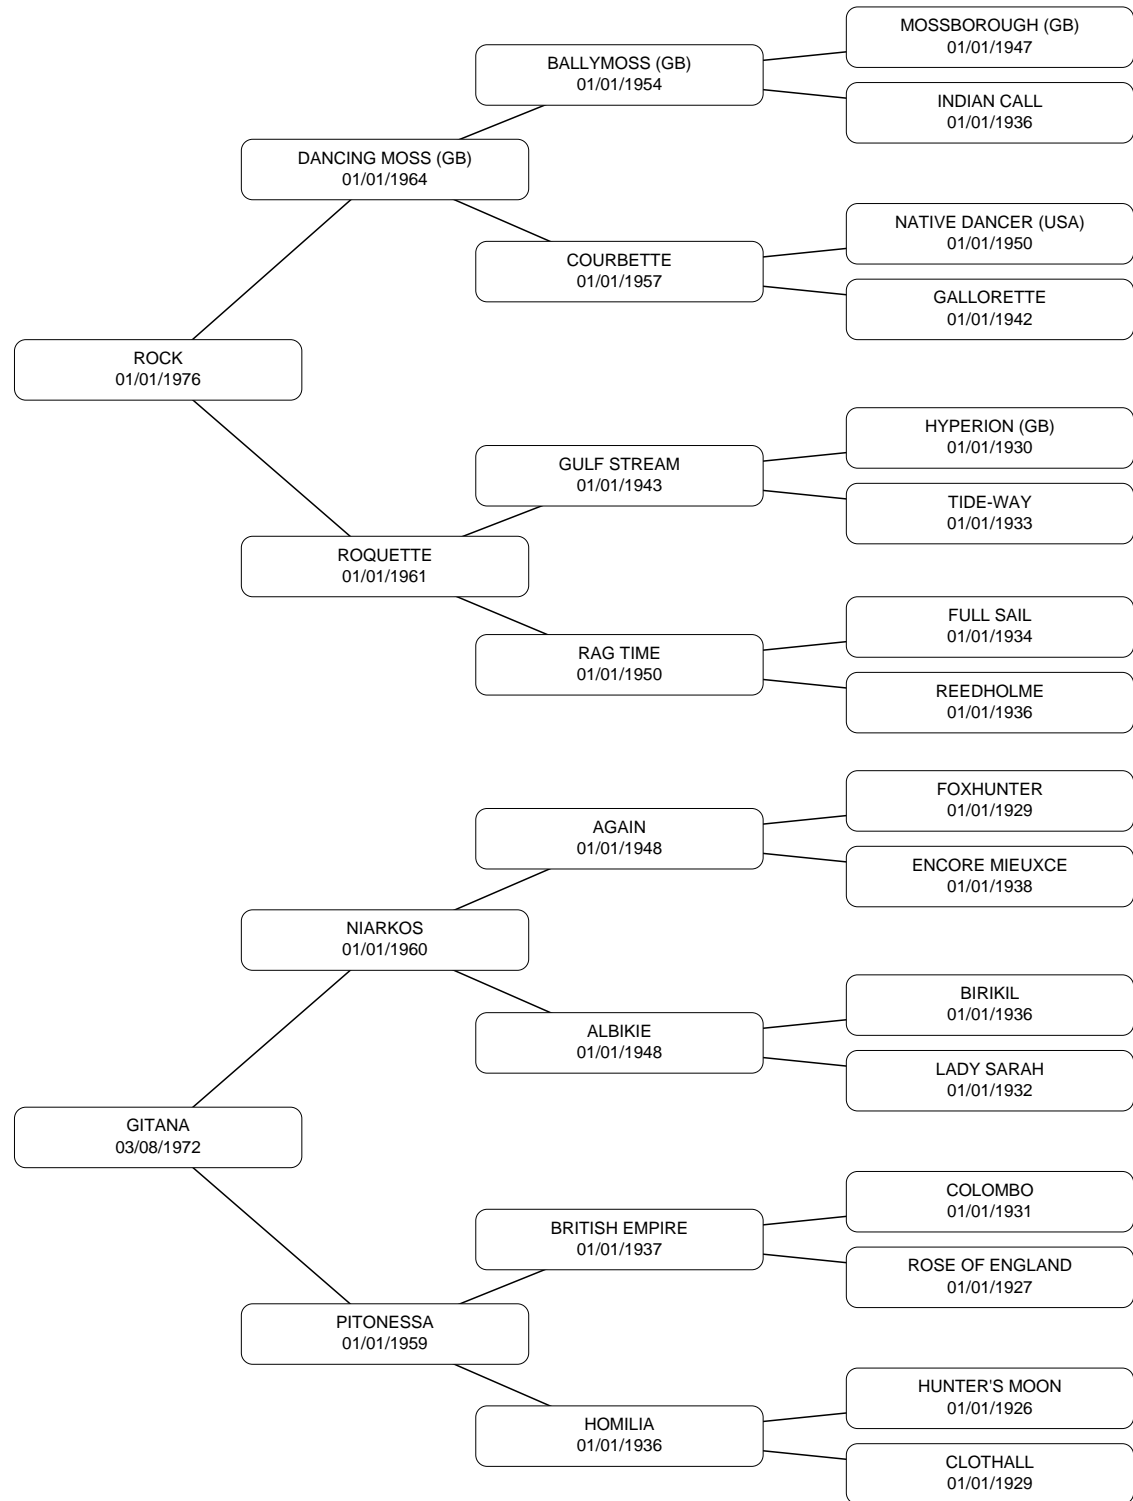 MOSSBOROUGH (GB)
01/01/1947
BALLYMOSS (GB)
01/01/1954
INDIAN CALL
01/01/1936
DANCING MOSS (GB)
01/01/1964
NATIVE DANCER (USA)
01/01/1950
COURBETTE
01/01/1957
GALLORETTE
01/01/1942
ROCK
01/01/1976
HYPERION (GB)
01/01/1930
GULF STREAM
01/01/1943
TIDE-WAY
01/01/1933
ROQUETTE
01/01/1961
FULL SAIL
01/01/1934
RAG TIME
01/01/1950
REEDHOLME
01/01/1936
FOXHUNTER
01/01/1929
AGAIN
01/01/1948
ENCORE MIEUXCE
01/01/1938
NIARKOS
01/01/1960
BIRIKIL
01/01/1936
ALBIKIE
01/01/1948
LADY SARAH
01/01/1932
GITANA
03/08/1972
COLOMBO
01/01/1931
BRITISH EMPIRE
01/01/1937
ROSE OF ENGLAND
01/01/1927
PITONESSA
01/01/1959
HUNTER'S MOON
01/01/1926
HOMILIA
01/01/1936
CLOTHALL
01/01/1929